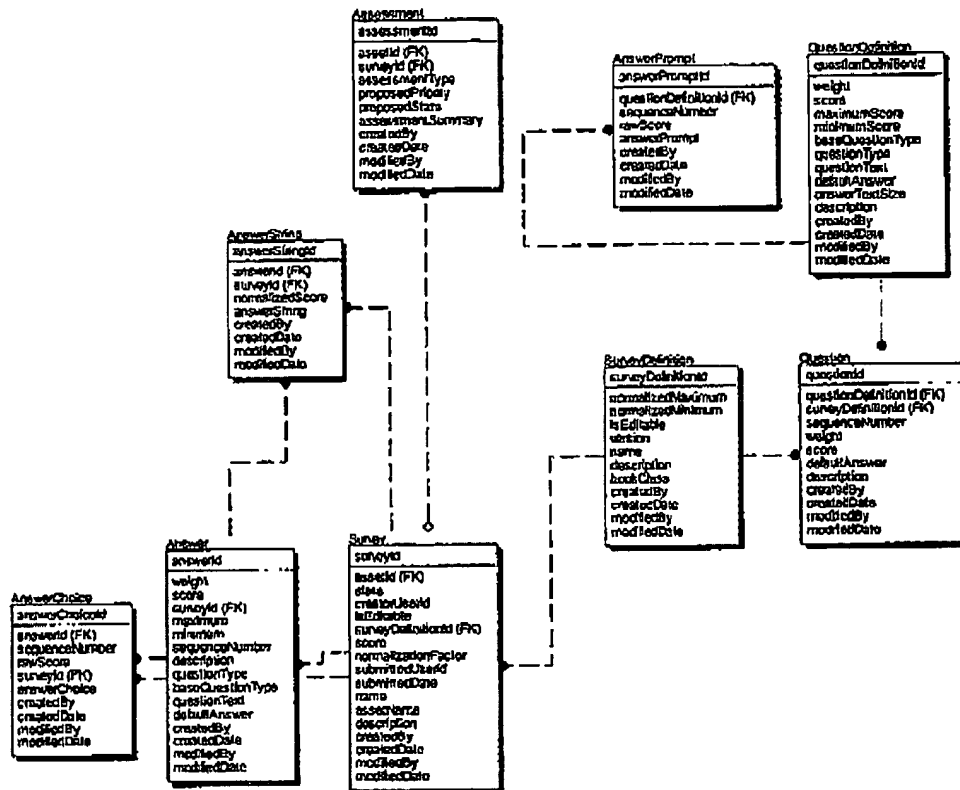 Assessment
assessmentId
assetId (FK)
surveyId (FK)
assessmentType
proposedPriority
proposedState
assessmentSummary
createdBy
createdDate
modifiedBy
modifiedDate
AnswerPrompt
answerPromptId
questionDefinitionId (FK)
sequenceNumber
rawScore
answerPrompt
createdBy
createdDate
modifiedBy
modifiedDate
QuestionDefinition
questionDefinitionId
weight
score
maximumScore
minimumScore
baseQuestionType
questionType
questionText
defaultAnswer
answerTextSize
description
createdBy
createdDate
modifiedBy
modifiedDate
AnswerString
answerStringId
answerId (FK)
surveyId (FK)
normalizedScore
answerString
createdBy
createdDate
modifiedBy
modifiedDate
SurveyDefinition
surveyDefinitionId
normalizedMaximum
normalizedMinimum
isEditable
version
name
description
bookClass
createdBy
createdDate
modifiedBy
modifiedDate
Question
questionId
questionDefinitionId (FK)
surveyDefinitionId (FK)
sequenceNumber
weight
score
defaultAnswer
description
createdBy
createdDate
modifiedBy
modifiedDate
AnswerChoice
answerChoiceId
answerId (FK)
sequenceNumber
rawScore
surveyId (FK)
answerChoice
createdBy
createdDate
modifiedBy
modifiedDate
Answer
answerId
weight
score
surveyId (FK)
maximum
minimum
sequenceNumber
description
questionType
baseQuestionType
questionText
defaultAnswer
createdBy
createdDate
modifiedBy
modifiedDate
Survey
surveyId
assetId (FK)
state
creatorUserId
isEditable
surveyDefinitionId (FK)
score
normalizationFactor
submittedUserId
submittedDate
name
assetName
description
createdBy
createdDate
modifiedBy
modifiedDate